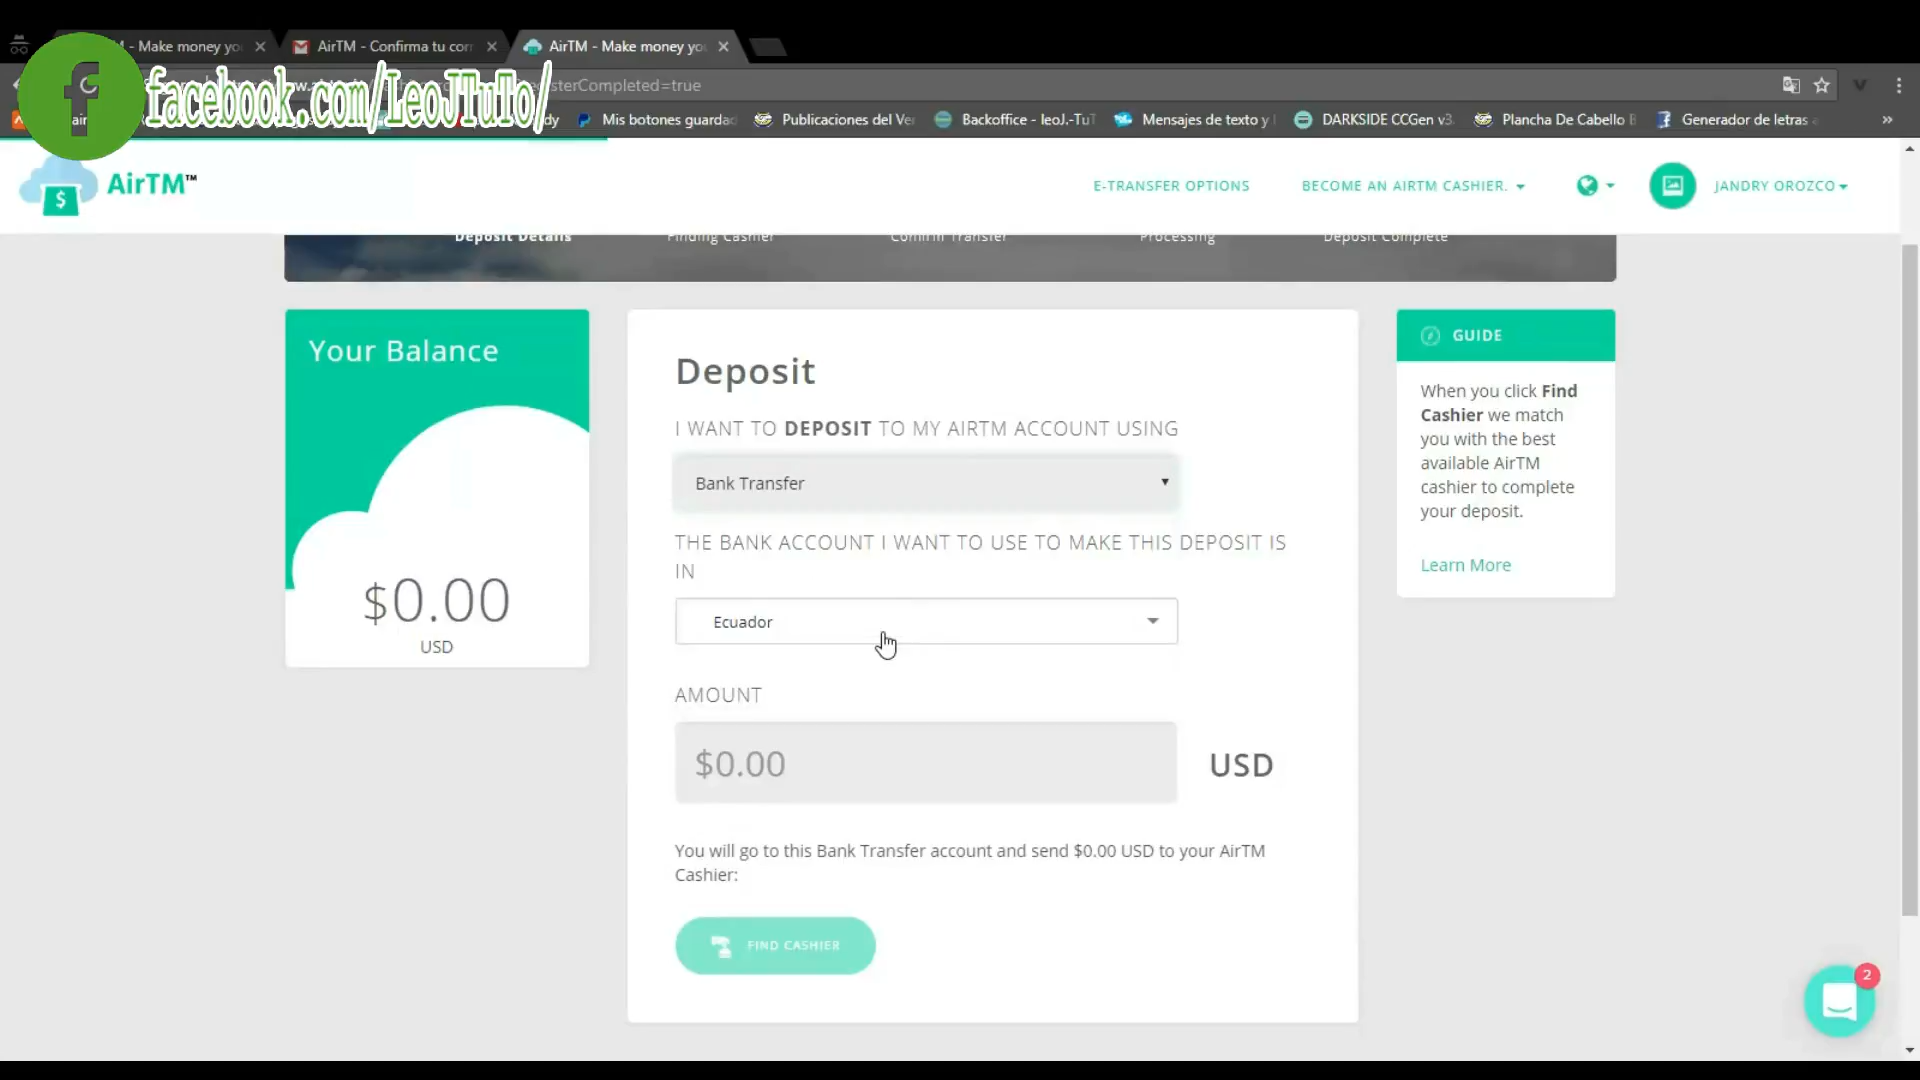 - Make money yo
AirTM - Confirma tu corr
AirTM - Make money you
facebook.com/LeoJTuTo/
sterCompleted=true
Mis botones guardad
Publicaciones del Ver
Backoffice - leoJ.-TuT
Mensajes de texto y
DARKSIDE CCGen v3
Plancha De Cabello
Generador de letras
»
AirTM™
E-TRANSFER OPTIONS
BECOME AN AIRTM CASHIER.
JANDRY OROZCO
Deposit Details
Finding Cashier
Confirm Transfer
Processing
Deposit Complete
Your Balance
$0.00
USD
Deposit
I WANT TO DEPOSIT TO MY AIRTM ACCOUNT USING
Bank Transfer
THE BANK ACCOUNT I WANT TO USE TO MAKE THIS DEPOSIT IS
IN
Ecuador
AMOUNT
$0.00
USD
You will go to this Bank Transfer account and send $0.00 USD to your AirTM
Cashier:
FIND CASHIER
GUIDE
When you click Find
Cashier we match
you with the best
available AirTM
cashier to complete
your deposit.
Learn More
2